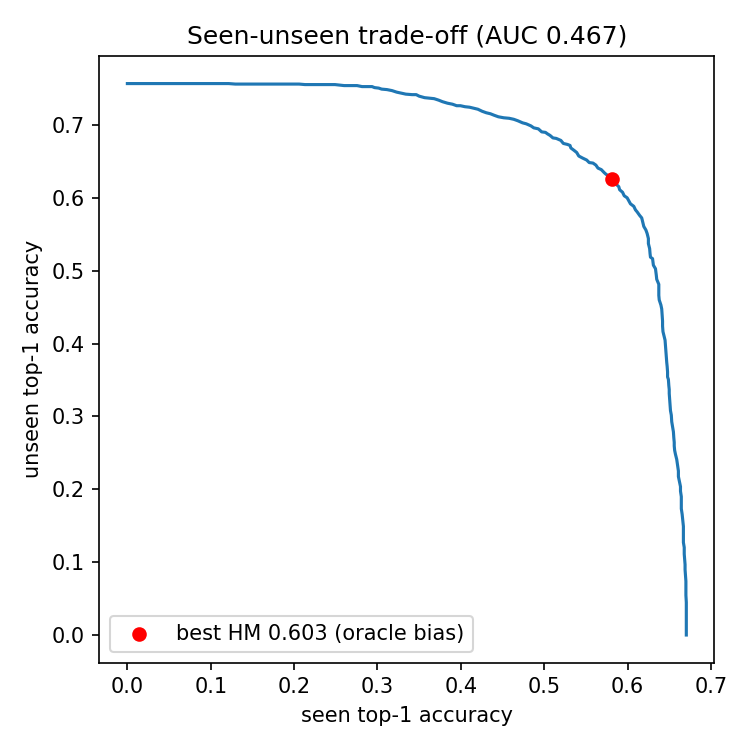 Seen-unseen trade-off (AUC 0.467)
unseen top-1 accuracy
0.7
0.6
0.5
0.4
0.3
0.2
0.1
0.0
best HM 0.603 (oracle bias)
0.0 0.1 0.2 0.3 0.4 0.5 0.6 0.7
seen top-1 accuracy